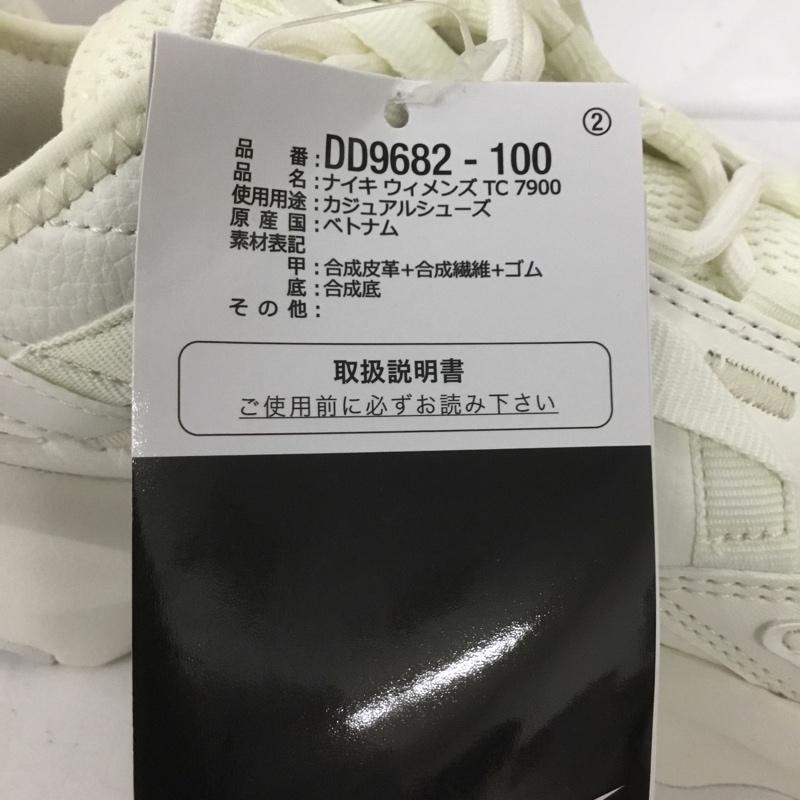 ②
品番：DD9682 - 100
品名：ナイキ ウィメンズ TC 7900
使用用途：カジュアルシューズ
原産国：ベトナム
素材表記
甲：合成皮革+合成繊維+ゴム
底：合成底
その他：
取扱説明書
ご使用前に必ずお読み下さい